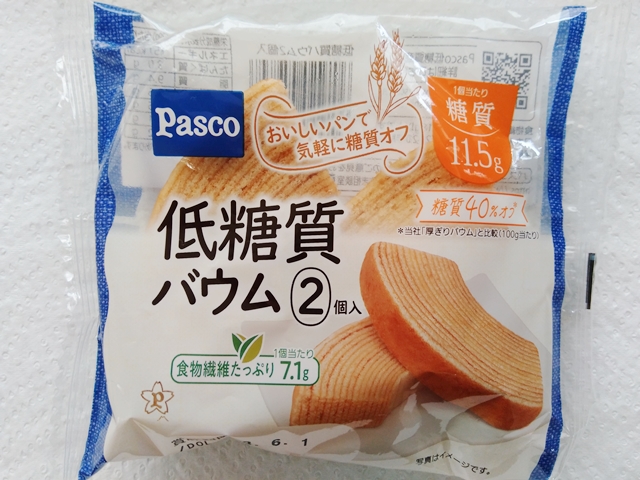 Pasco
おいしいパンで
気軽に糖質オフ
1個当たり
糖質
11.5g
糖質40%オフ
*当社「厚ぎりバウム」と比較(100g当たり)
低糖質
バウム②個入
1個当たり
食物繊維たっぷり 7.1g
P
6. 1
写真はイメージです。